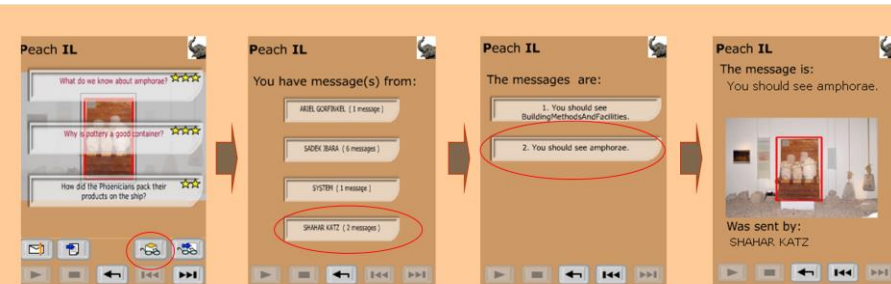 Peach IL
What do we know about amphorae?
Why is pottery a good container?
How did the Phoenicians pack their
products on the ship?
Peach IL
You have message(s) from:
ARIEL GORFINKEL ( 1 message )
SADEK JBARA ( 6 messages )
SYSTEM ( 1 message )
SHAHAR KATZ ( 2 messages )
Peach IL
The messages are:
1. You should see
BuildingMethodsAndFacilities.
2. You should see amphorae.
Peach IL
The message is:
You should see amphorae.
Was sent by:
SHAHAR KATZ